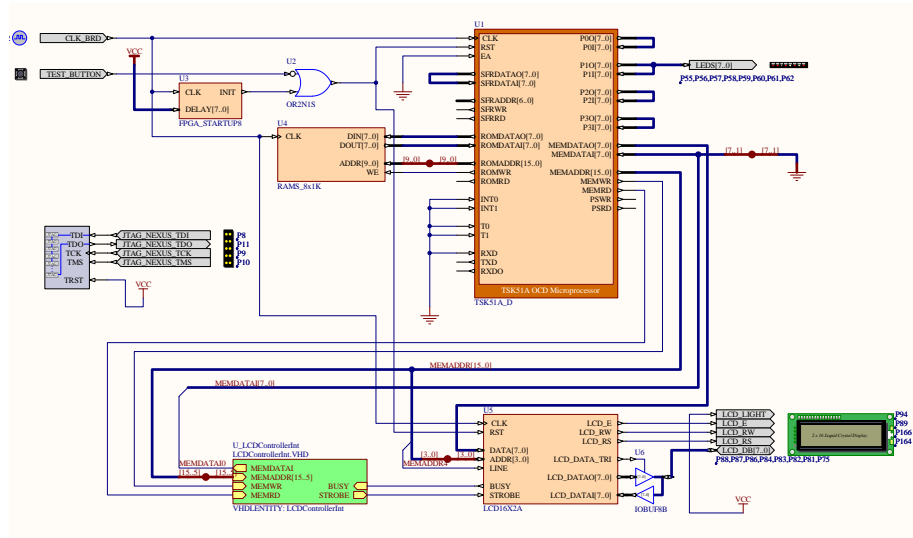 CLK_BRD
TEST_BUTTON
VCC
U3
CLK INIT
DELAY[7..0]
FPGA_STARTUP8
U2
OR2N1S
U4
CLK
DIN[7..0]
DOUT[7..0]
ADDR[9..0]
WE
RAMS_8x1K
[9..0] [9..0]
U1
CLK
RST
EA
SFRDATAO[7..0]
SFRDATAI[7..0]
SFRADDR[6..0]
SFRWR
SFRRD
ROMDATAO[7..0]
ROMDATAI[7..0]
ROMADDR[15..0]
ROMWR
ROMRD
INT0
INT1
T0
T1
RXD
TXD
RXDO
P0O[7..0]
P0I[7..0]
P1O[7..0]
P1I[7..0]
P2O[7..0]
P2I[7..0]
P3O[7..0]
P3I[7..0]
MEMDATAO[7..0]
MEMDATAI[7..0]
MEMADDR[15..0]
MEMWR
MEMRD
PSWR
PSRD
TSK51A OCD Microprocessor
TSK51A_D
LEDS[7..0]
P55,P56,P57,P58,P59,P60,P61,P62
[7..1] [7..1]
TDI
TDO
TCK
TMS
TRST
JTAG_NEXUS_TDI
JTAG_NEXUS_TDO
JTAG_NEXUS_TCK
JTAG_NEXUS_TMS
P8
P11
P9
P10
VCC
MEMADDR[15..0]
MEMDATAI[7..0]
U_LCDControllerInt
LCDControllerInt.VHD
MEMDATAI0
[15..5] [15..5]
MEMDATAI
MEMADDR[15..5]
MEMWR
MEMRD
BUSY
STROBE
VHDLENTITY: LCDControllerInt
[3..0] [3..0]
MEMADDR4
U5
CLK
RST
DATA[7..0]
ADDR[3..0]
LINE
BUSY
STROBE
LCD_E
LCD_RW
LCD_RS
LCD_DATA_TRI
LCD_DATAO[7..0]
LCD_DATAI[7..0]
LCD16X2A
U6
IOBUF8B
LCD_LIGHT
LCD_E
LCD_RW
LCD_RS
LCD_DB[7..0]
P88,P87,P86,P84,P83,P82,P81,P75
2 x 16 Liquid Crystal Display
P94
P89
P166
P164
VCC